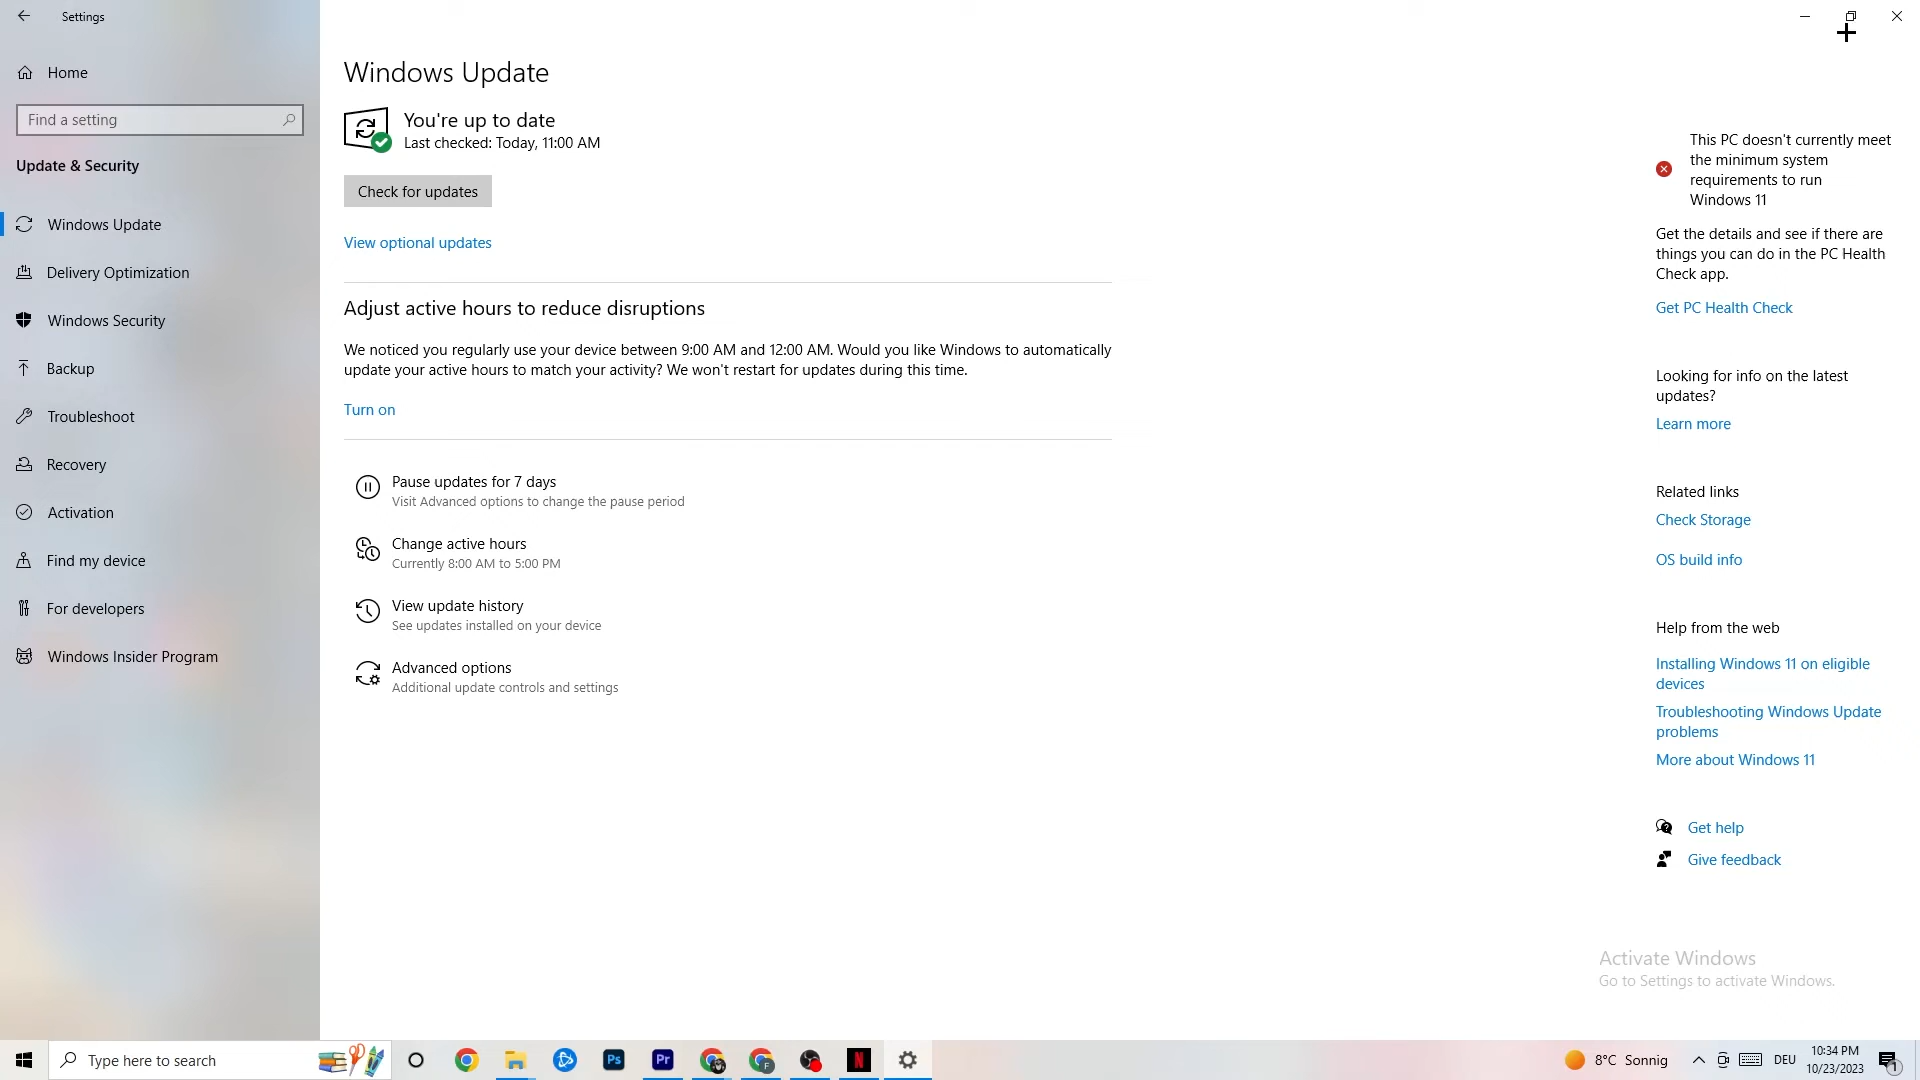 Settings
Home
Find a setting
Update & Security
Windows Update
Delivery Optimization
Windows Security
Backup
Troubleshoot
Recovery
Activation
Find my device
For developers
Windows Insider Program
Windows Update
You're up to date
Last checked: Today, 11:00 AM
Check for updates
View optional updates
Adjust active hours to reduce disruptions
We noticed you regularly use your device between 9:00 AM and 12:00 AM. Would you like Windows to automatically
update your active hours to match your activity? We won't restart for updates during this time.
Turn on
Pause updates for 7 days
Visit Advanced options to change the pause period
Change active hours
Currently 8:00 AM to 5:00 PM
View update history
See updates installed on your device
Advanced options
Additional update controls and settings
This PC doesn't currently meet
the minimum system
requirements to run
Windows 11
Get the details and see if there are
things you can do in the PC Health
Check app.
Get PC Health Check
Looking for info on the latest
updates?
Learn more
Related links
Check Storage
OS build info
Help from the web
Installing Windows 11 on eligible
devices
Troubleshooting Windows Update
problems
More about Windows 11
Get help
Give feedback
Activate Windows
Go to Settings to activate Windows.
Type here to search
Ps
Pr
F
N
8°C Sonnig
DEU
10:34 PM
10/23/2023
1